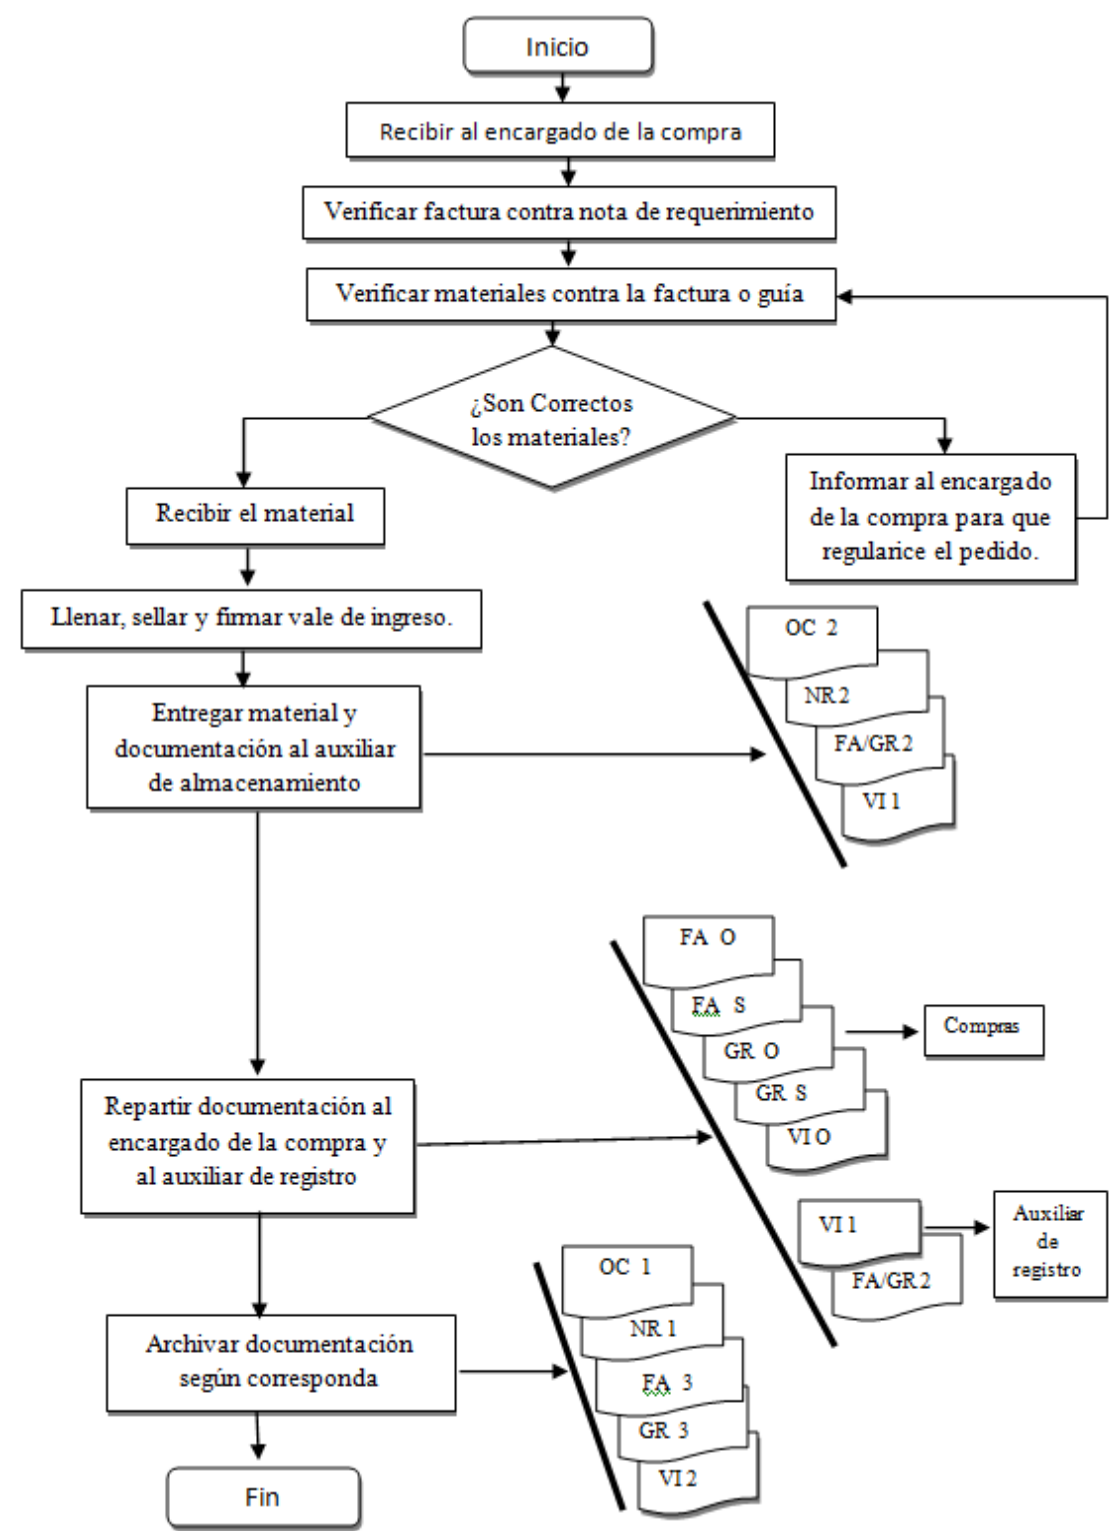 Inicio
Recibir al encargado de la compra
Verificar factura contra nota de requerimiento
Verificar materiales contra la factura o guía
¿Son Correctos
los materiales?
Recibir el material
Informar al encargado
de la compra para que
regularice el pedido.
Llenar, sellar y firmar vale de ingreso.
OC 2
NR 2
FA/GR 2
VI 1
Entregar material y
documentación al auxiliar
de almacenamiento
FA O
FA S
GR O
GR S
VI O
Compras
Repartir documentación al
encargado de la compra y
al auxiliar de registro
VI 1
FA/GR 2
Auxiliar
de
registro
OC 1
NR 1
FA 3
GR 3
VI 2
Archivar documentación
según corresponda
Fin